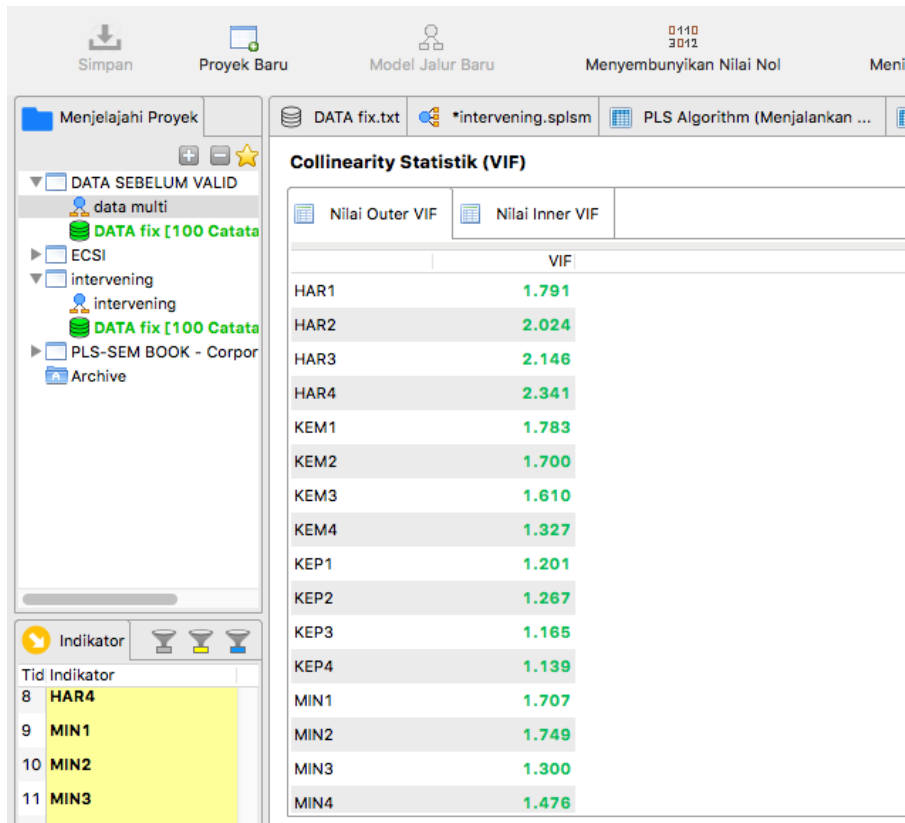 0110
3012
Simpan
Proyek Baru
Model Jalur Baru
Menyembunyikan Nilai Nol
Meni
Menjelajahi Proyek
DATA SEBELUM VALID
data multi
DATA fix [100 Catata
ECSI
intervening
intervening
DATA fix [100 Catata
PLS-SEM BOOK - Corpor
Archive
Indikator
Tid Indikator
8 HAR4
9 MIN1
10 MIN2
11 MIN3
DATA fix.txt
*intervening.splsm
PLS Algorithm (Menjalankan ...
Collinearity Statistik (VIF)
Nilai Outer VIF
Nilai Inner VIF
VIF
HAR1 1.791
HAR2 2.024
HAR3 2.146
HAR4 2.341
KEM1 1.783
KEM2 1.700
KEM3 1.610
KEM4 1.327
KEP1 1.201
KEP2 1.267
KEP3 1.165
KEP4 1.139
MIN1 1.707
MIN2 1.749
MIN3 1.300
MIN4 1.476